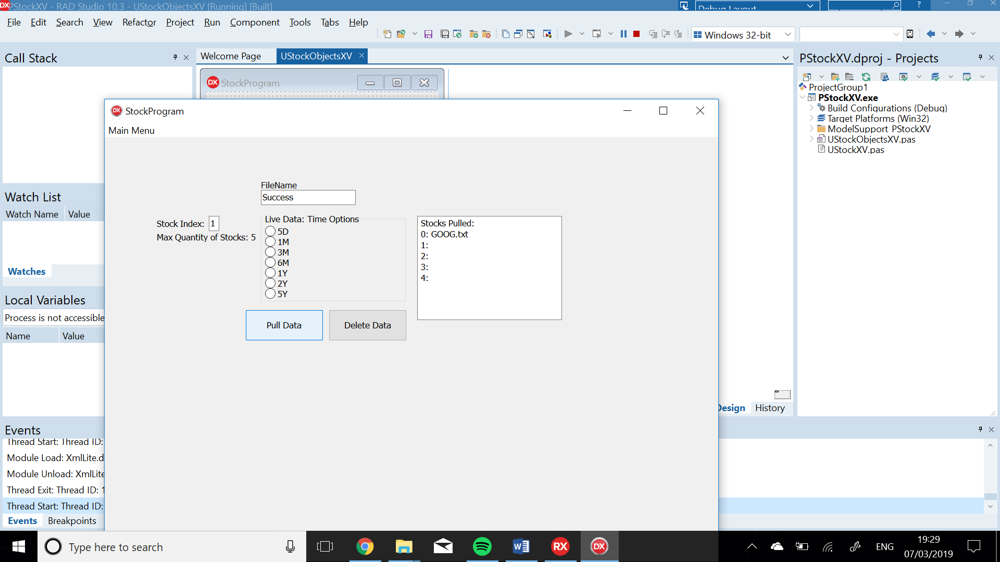 PStockXV - RAD Studio 10.3 - UStockObjectsXV [Running] [Built]
Debug Layout
?
File Edit Search View Refactor Project Run Component Tools Tabs Help
Windows 32-bit
Call Stack
Welcome Page
UStockObjectsXV
PStockXV.dproj - Projects
DX StockProgram
ProjectGroup1
PStockXV.exe
Build Configurations (Debug)
Target Platforms (Win32)
ModelSupport_PStockXV
UStockObjectsXV.pas
UStockXV.pas
DX StockProgram
Main Menu
FileName
Success
Stock Index: 1
Max Quantity of Stocks: 5
Live Data: Time Options
5D
1M
3M
6M
1Y
2Y
5Y
Stocks Pulled:
0: GOOG.txt
1:
2:
3:
4:
Pull Data
Delete Data
Watch List
Watch Name Value
Watches
Local Variables
Process is not accessible
Name Value
Design History
Events
Thread Start: Thread ID:
Module Load: XmlLite.d
Module Unload: XmlLite
Thread Exit: Thread ID: 1
Thread Start: Thread ID:
Events Breakpoints
Type here to search
RX
DX
ENG
19:29
07/03/2019